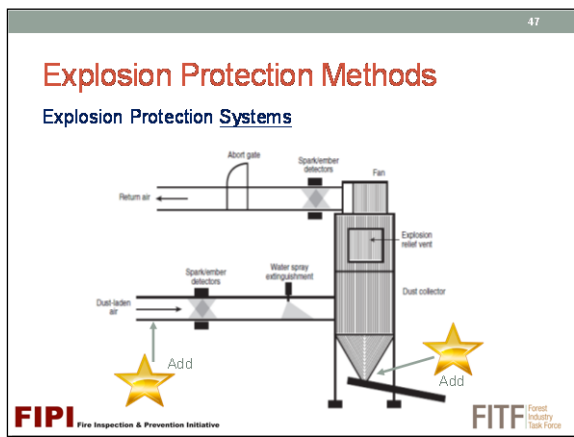 47
Explosion Protection Methods
Explosion Protection Systems
Abort gate
Spark/ember
detectors
Fan
Return air
Explosion
relief vent
Spark/ember
detectors
Water spray
extinguishment
Dust collector
Dust-laden
air
Add
Add
FIPI Fire Inspection & Prevention Initiative
FITF Forest
Industry
Task Force